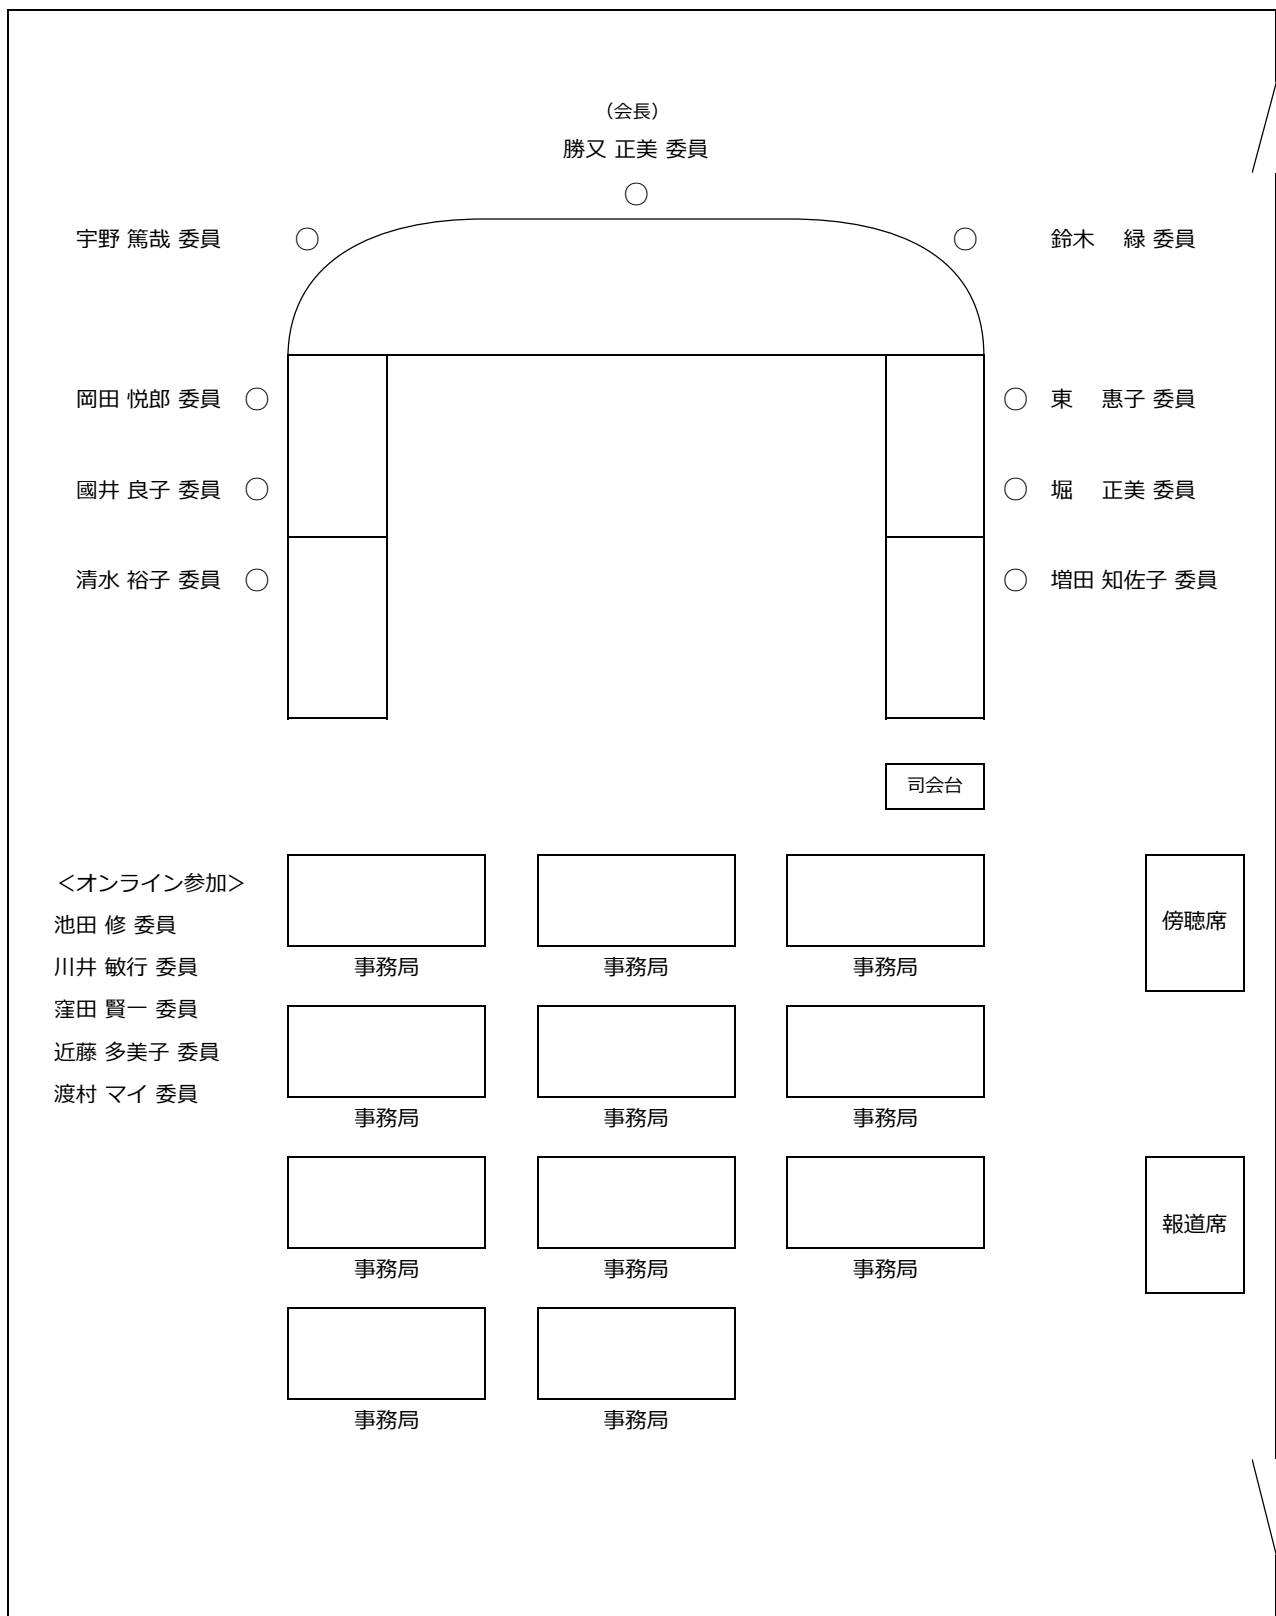 (会長)
勝又 正美 委員
宇野 篤哉 委員
鈴木 緑 委員
岡田 悦郎 委員
東 惠子 委員
國井 良子 委員
堀 正美 委員
清水 裕子 委員
増田 知佐子 委員
司会台
<オンライン参加>
池田 修 委員
川井 敏行 委員
窪田 賢一 委員
近藤 多美子 委員
渡村 マイ 委員
傍聴席
事務局 事務局 事務局
事務局 事務局 事務局
報道席
事務局 事務局 事務局
事務局 事務局